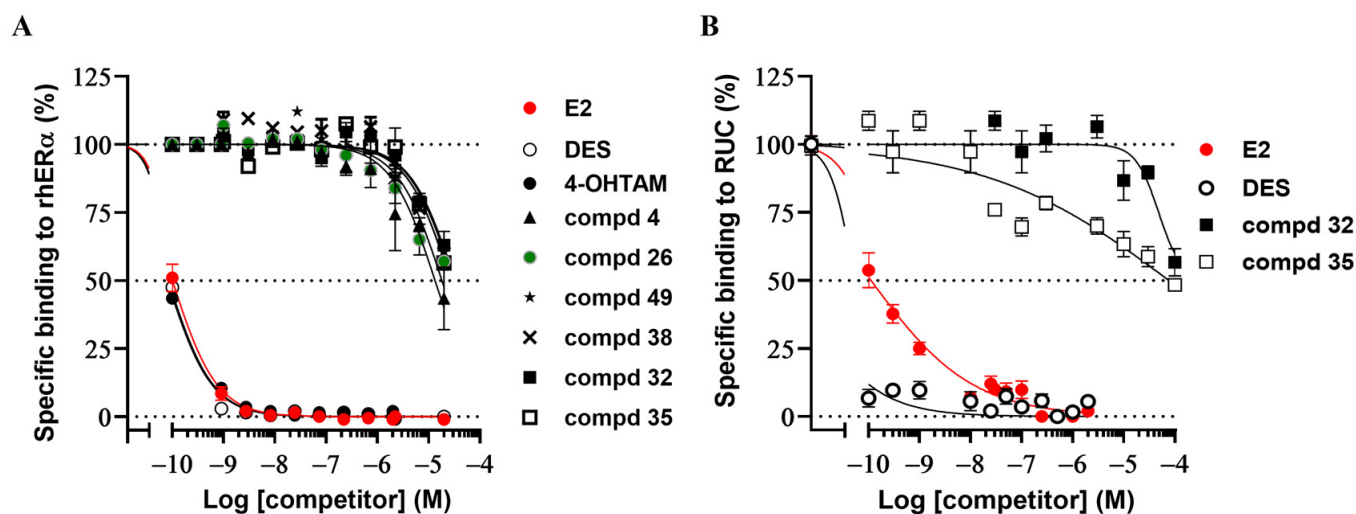 A
Specific binding to rhERα (%)
125
100
75
50
25
0
−10 −9 −8 −7 −6 −5 −4
Log [competitor] (M)
E2
DES
4-OHTAM
compd 4
compd 26
compd 49
compd 38
compd 32
compd 35
B
Specific binding to RUC (%)
125
100
75
50
25
0
−10 −9 −8 −7 −6 −5 −4
Log [competitor] (M)
E2
DES
compd 32
compd 35